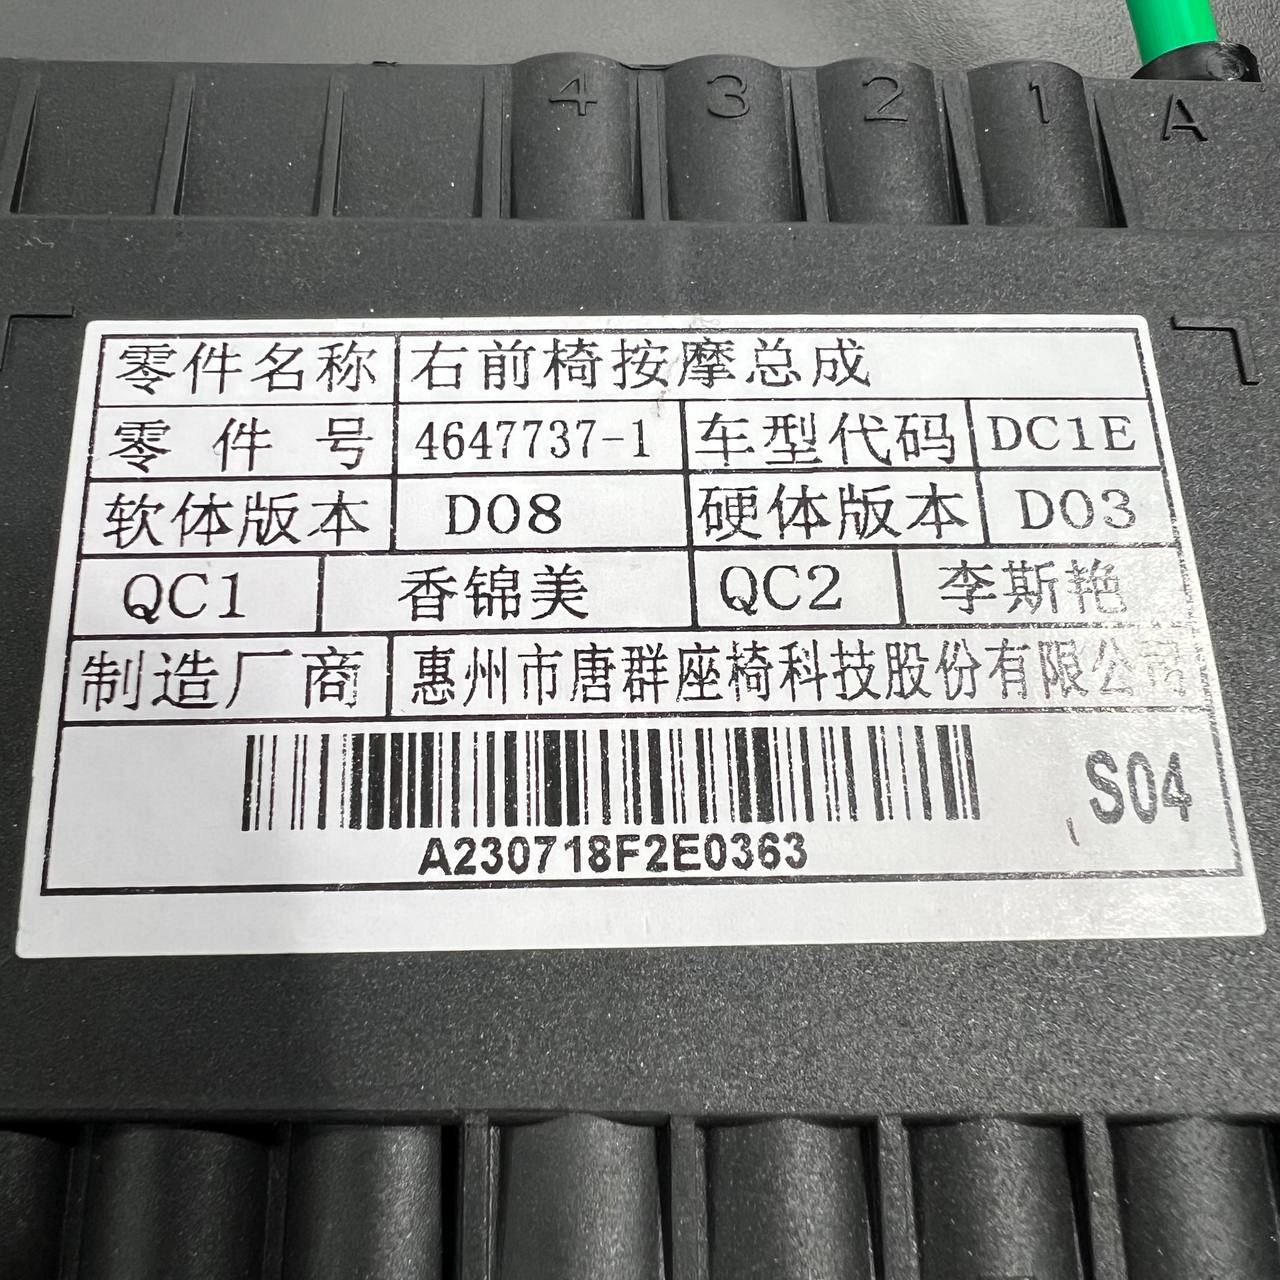 4 3 2 1 A
零件名称 右前椅按摩总成
零件号 4647737-1 车型代码 DC1E
软体版本 D08 硬体版本 D03
QC1 香锦美 QC2 李斯艳
制造厂商 惠州市唐群座椅科技股份有限公司
S04
A230718F2E0363